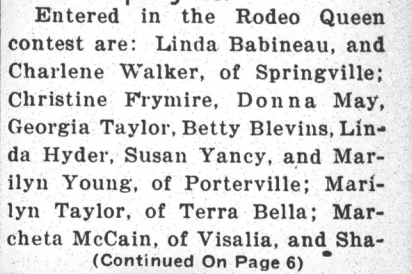 Entered in the Rodeo Queen
contest are: Linda Babineau, and
Charlene Walker, of Springville;
Christine Frymire, Donna May,
Georgia Taylor, Betty Blevins, Lin-
da Hyder, Susan Yancy, and Mar-
ilyn Young, of Porterville; Mari-
lyn Taylor, of Terra Bella; Mar-
cheta McCain, of Visalia, and Sha-
(Continued On Page 6)